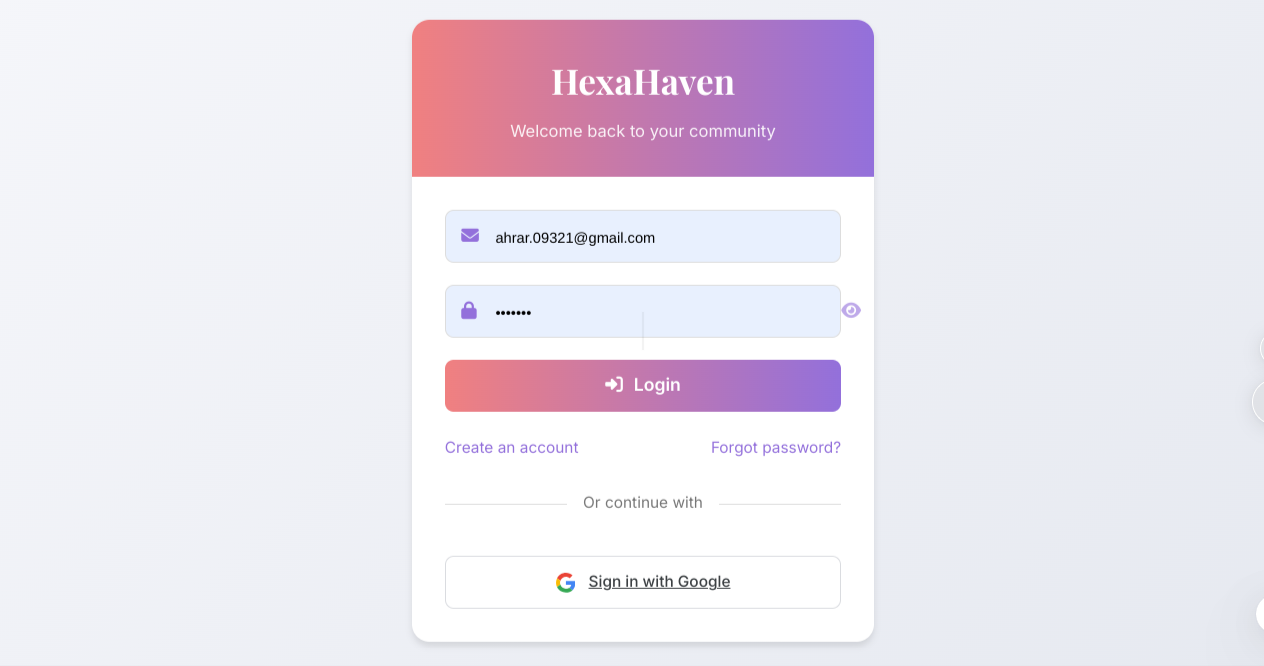 HexaHaven
Welcome back to your community
ahrar.09321@gmail.com
•••••••
Login
Create an account Forgot password?
Or continue with
Sign in with Google